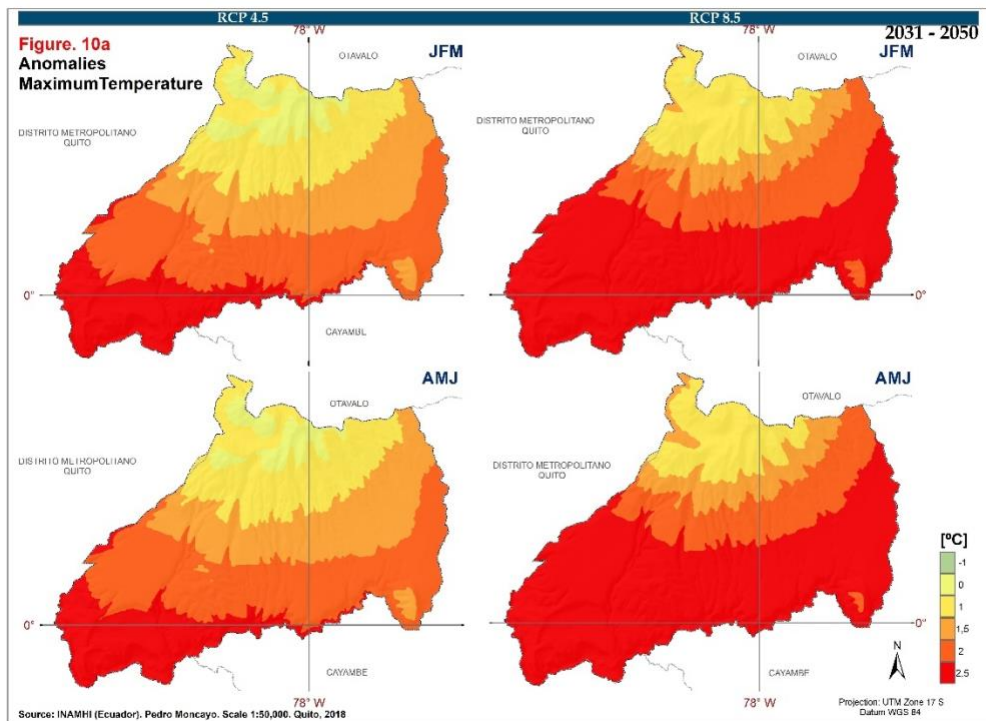 RCP 4.5
RCP 8.5
78° W
78° W
2031 - 2050
Figure. 10a
Anomalies
MaximumTemperature
OTAVALO
JFM
DISTRITO METROPOLITANO
QUITO
0°
CAYAMBE
OTAVALO
JFM
DISTRITO METROPOLITANO
QUITO
0°
AMJ
OTAVALO
DISTRITO METROPOLITANO
QUITO
0°
CAYAMBE
78° W
AMJ
OTAVALO
DISTRITO METROPOLITANO
QUITO
0°
CAYAMBE
78° W
[ºC]
-1
0
1
1,5
2
2.5
N
Projection: UTM Zone 17 S
Datum WGS 84
Source: INAMHI (Ecuador). Pedro Moncayo. Scale 1:50,000. Quito, 2018